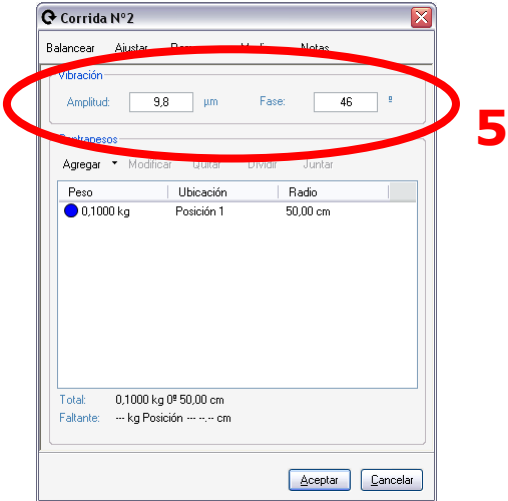 Corrida Nº2
Balancear Ajustar Notas
Vibración
Amplitud: 9,8 µm Fase: 46 º
5
Contrapesos
Agregar Modificar Quitar Dividir Juntar
Peso Ubicación Radio
0,1000 kg Posición 1 50,00 cm
Total: 0,1000 kg 0º 50,00 cm
Faltante: --- kg Posición --- --.-- cm
Aceptar Cancelar